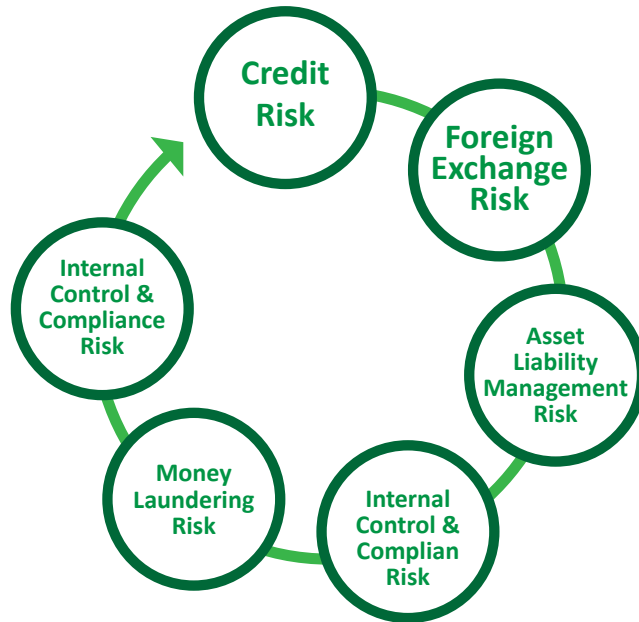 Credit
Risk
Foreign
Exchange
Risk
Asset
Liability
Management
Risk
Internal
Control &
Complian
Risk
Money
Laundering
Risk
Internal
Control &
Compliance
Risk